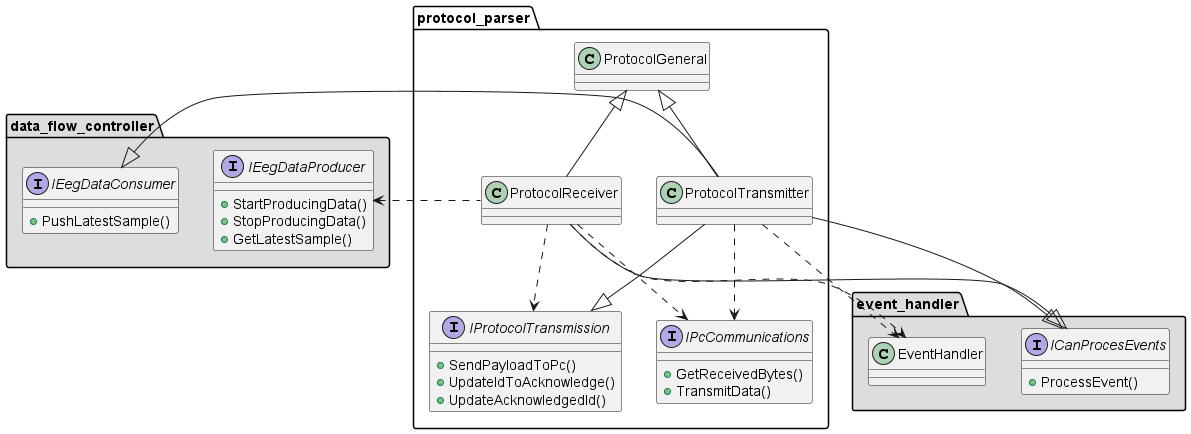 protocol_parser
C ProtocolGeneral
data_flow_controller
I IEegDataConsumer
PushLatestSample()
I IEegDataProducer
StartProducingData()
StopProducingData()
GetLatestSample()
C ProtocolReceiver
C ProtocolTransmitter
I IProtocolTransmission
SendPayloadToPc()
UpdateIdToAcknowledge()
UpdateAcknowledgedId()
I IPcCommunications
GetReceivedBytes()
TransmitData()
event_handler
C EventHandler
I ICanProcesEvents
ProcessEvent()